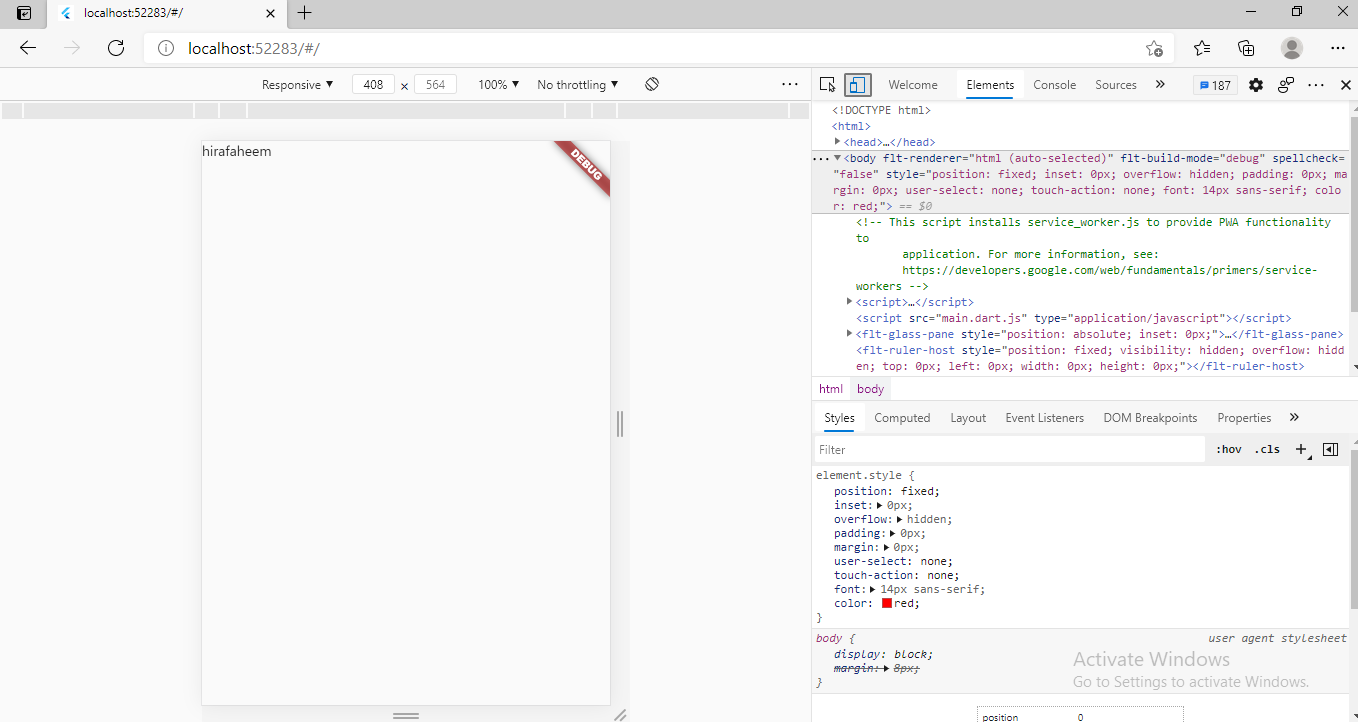 localhost:52283/#/
localhost:52283/#/
Responsive ▼ 408 × 564 100% ▼ No throttling ▼
Welcome Elements Console Sources » 187
hirafaheem
DEBUG
<!DOCTYPE html>
<html>
<head>…</head>
<body flt-renderer="html (auto-selected)" flt-build-mode="debug" spellcheck=
"false" style="position: fixed; inset: 0px; overflow: hidden; padding: 0px; ma
rgin: 0px; user-select: none; touch-action: none; font: 14px sans-serif; colo
r: red;"> == $0
<!-- This script installs service_worker.js to provide PWA functionality
to
application. For more information, see:
https://developers.google.com/web/fundamentals/primers/service-
workers -->
<script>…</script>
<script src="main.dart.js" type="application/javascript"></script>
<flt-glass-pane style="position: absolute; inset: 0px;">…</flt-glass-pane>
<flt-ruler-host style="position: fixed; visibility: hidden; overflow: hidd
en; top: 0px; left: 0px; width: 0px; height: 0px;"></flt-ruler-host>
html body
Styles Computed Layout Event Listeners DOM Breakpoints Properties »
Filter :hov .cls +
element.style {
position: fixed;
inset: 0px;
overflow: hidden;
padding: 0px;
margin: 0px;
user-select: none;
touch-action: none;
font: 14px sans-serif;
color: red;
}
body { user agent stylesheet
display: block;
margin: 8px;
}
Activate Windows
Go to Settings to activate Windows.
position 0